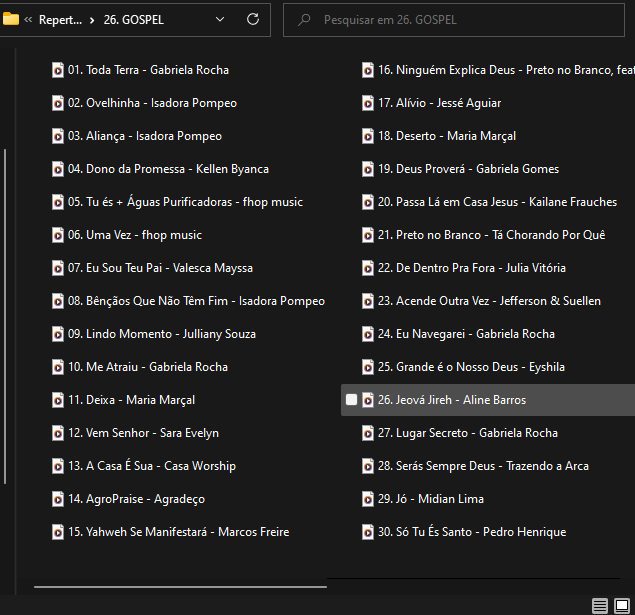 Repert... > 26. GOSPEL
Pesquisar em 26. GOSPEL
01. Toda Terra - Gabriela Rocha
02. Ovelhinha - Isadora Pompeo
03. Aliança - Isadora Pompeo
04. Dono da Promessa - Kellen Byanca
05. Tu és + Águas Purificadoras - fhop music
06. Uma Vez - fhop music
07. Eu Sou Teu Pai - Valesca Mayssa
08. Bênçãos Que Não Têm Fim - Isadora Pompeo
09. Lindo Momento - Julliany Souza
10. Me Atraiu - Gabriela Rocha
11. Deixa - Maria Marçal
12. Vem Senhor - Sara Evelyn
13. A Casa É Sua - Casa Worship
14. AgroPraise - Agradeço
15. Yahweh Se Manifestará - Marcos Freire
16. Ninguém Explica Deus - Preto no Branco, feat
17. Alívio - Jessé Aguiar
18. Deserto - Maria Marçal
19. Deus Proverá - Gabriela Gomes
20. Passa Lá em Casa Jesus - Kailane Frauches
21. Preto no Branco - Tá Chorando Por Quê
22. De Dentro Pra Fora - Julia Vitória
23. Acende Outra Vez - Jefferson & Suellen
24. Eu Navegarei - Gabriela Rocha
25. Grande é o Nosso Deus - Eyshila
26. Jeová Jireh - Aline Barros
27. Lugar Secreto - Gabriela Rocha
28. Serás Sempre Deus - Trazendo a Arca
29. Jó - Midian Lima
30. Só Tu És Santo - Pedro Henrique